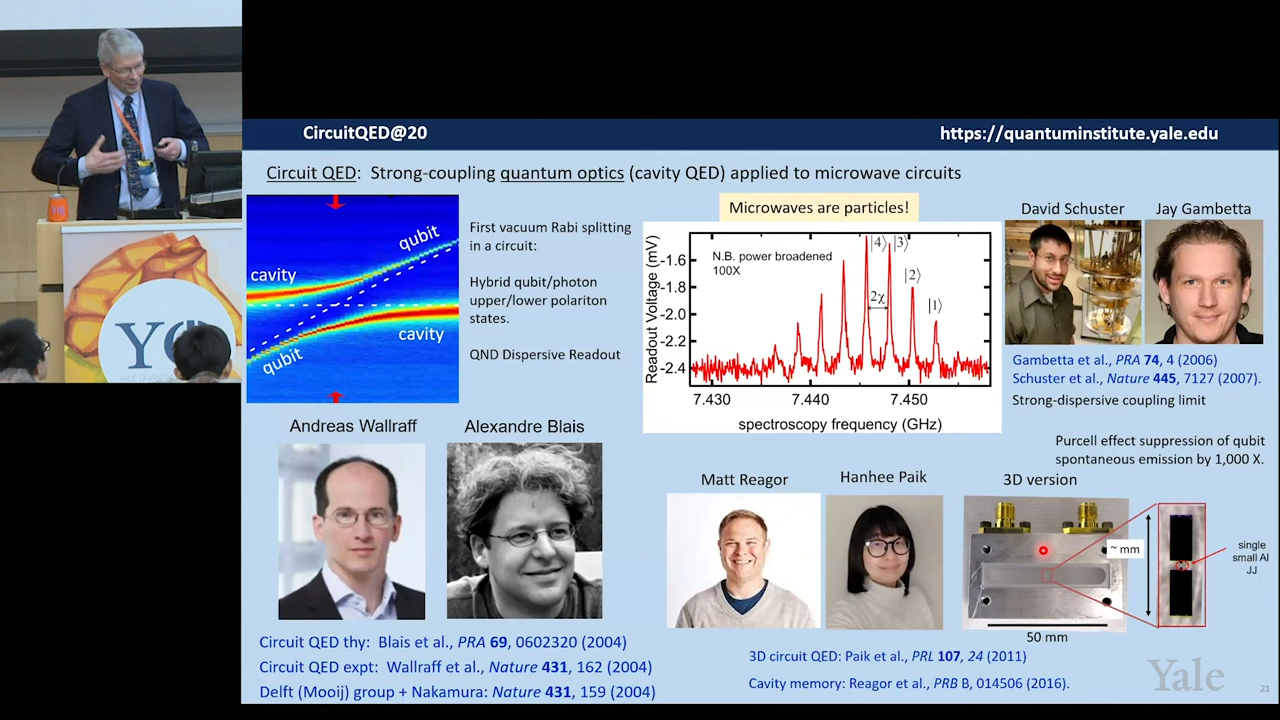 CircuitQED@20
https://quantuminstitute.yale.edu
Circuit QED: Strong-coupling quantum optics (cavity QED) applied to microwave circuits
cavity
qubit
qubit
cavity
First vacuum Rabi splitting
in a circuit:
Hybrid qubit/photon
upper/lower polariton
states.
QND Dispersive Readout
Microwaves are particles!
N.B. power broadened
100X
|4⟩
|3⟩
|2⟩
|1⟩
2χ
Readout Voltage (mV)
-1.6
-1.8
-2.0
-2.2
-2.4
7.430
7.440
7.450
spectroscopy frequency (GHz)
David Schuster
Jay Gambetta
Gambetta et al., PRA 74, 4 (2006)
Schuster et al., Nature 445, 7127 (2007).
Strong-dispersive coupling limit
Andreas Wallraff
Alexandre Blais
Circuit QED thy: Blais et al., PRA 69, 0602320 (2004)
Circuit QED expt: Wallraff et al., Nature 431, 162 (2004)
Delft (Mooij) group + Nakamura: Nature 431, 159 (2004)
Matt Reagor
Hanhee Paik
Purcell effect suppression of qubit
spontaneous emission by 1,000 X.
3D version
~ mm
50 mm
single
small Al
JJ
3D circuit QED: Paik et al., PRL 107, 24 (2011)
Cavity memory: Reagor et al., PRB B, 014506 (2016).
Yale
21